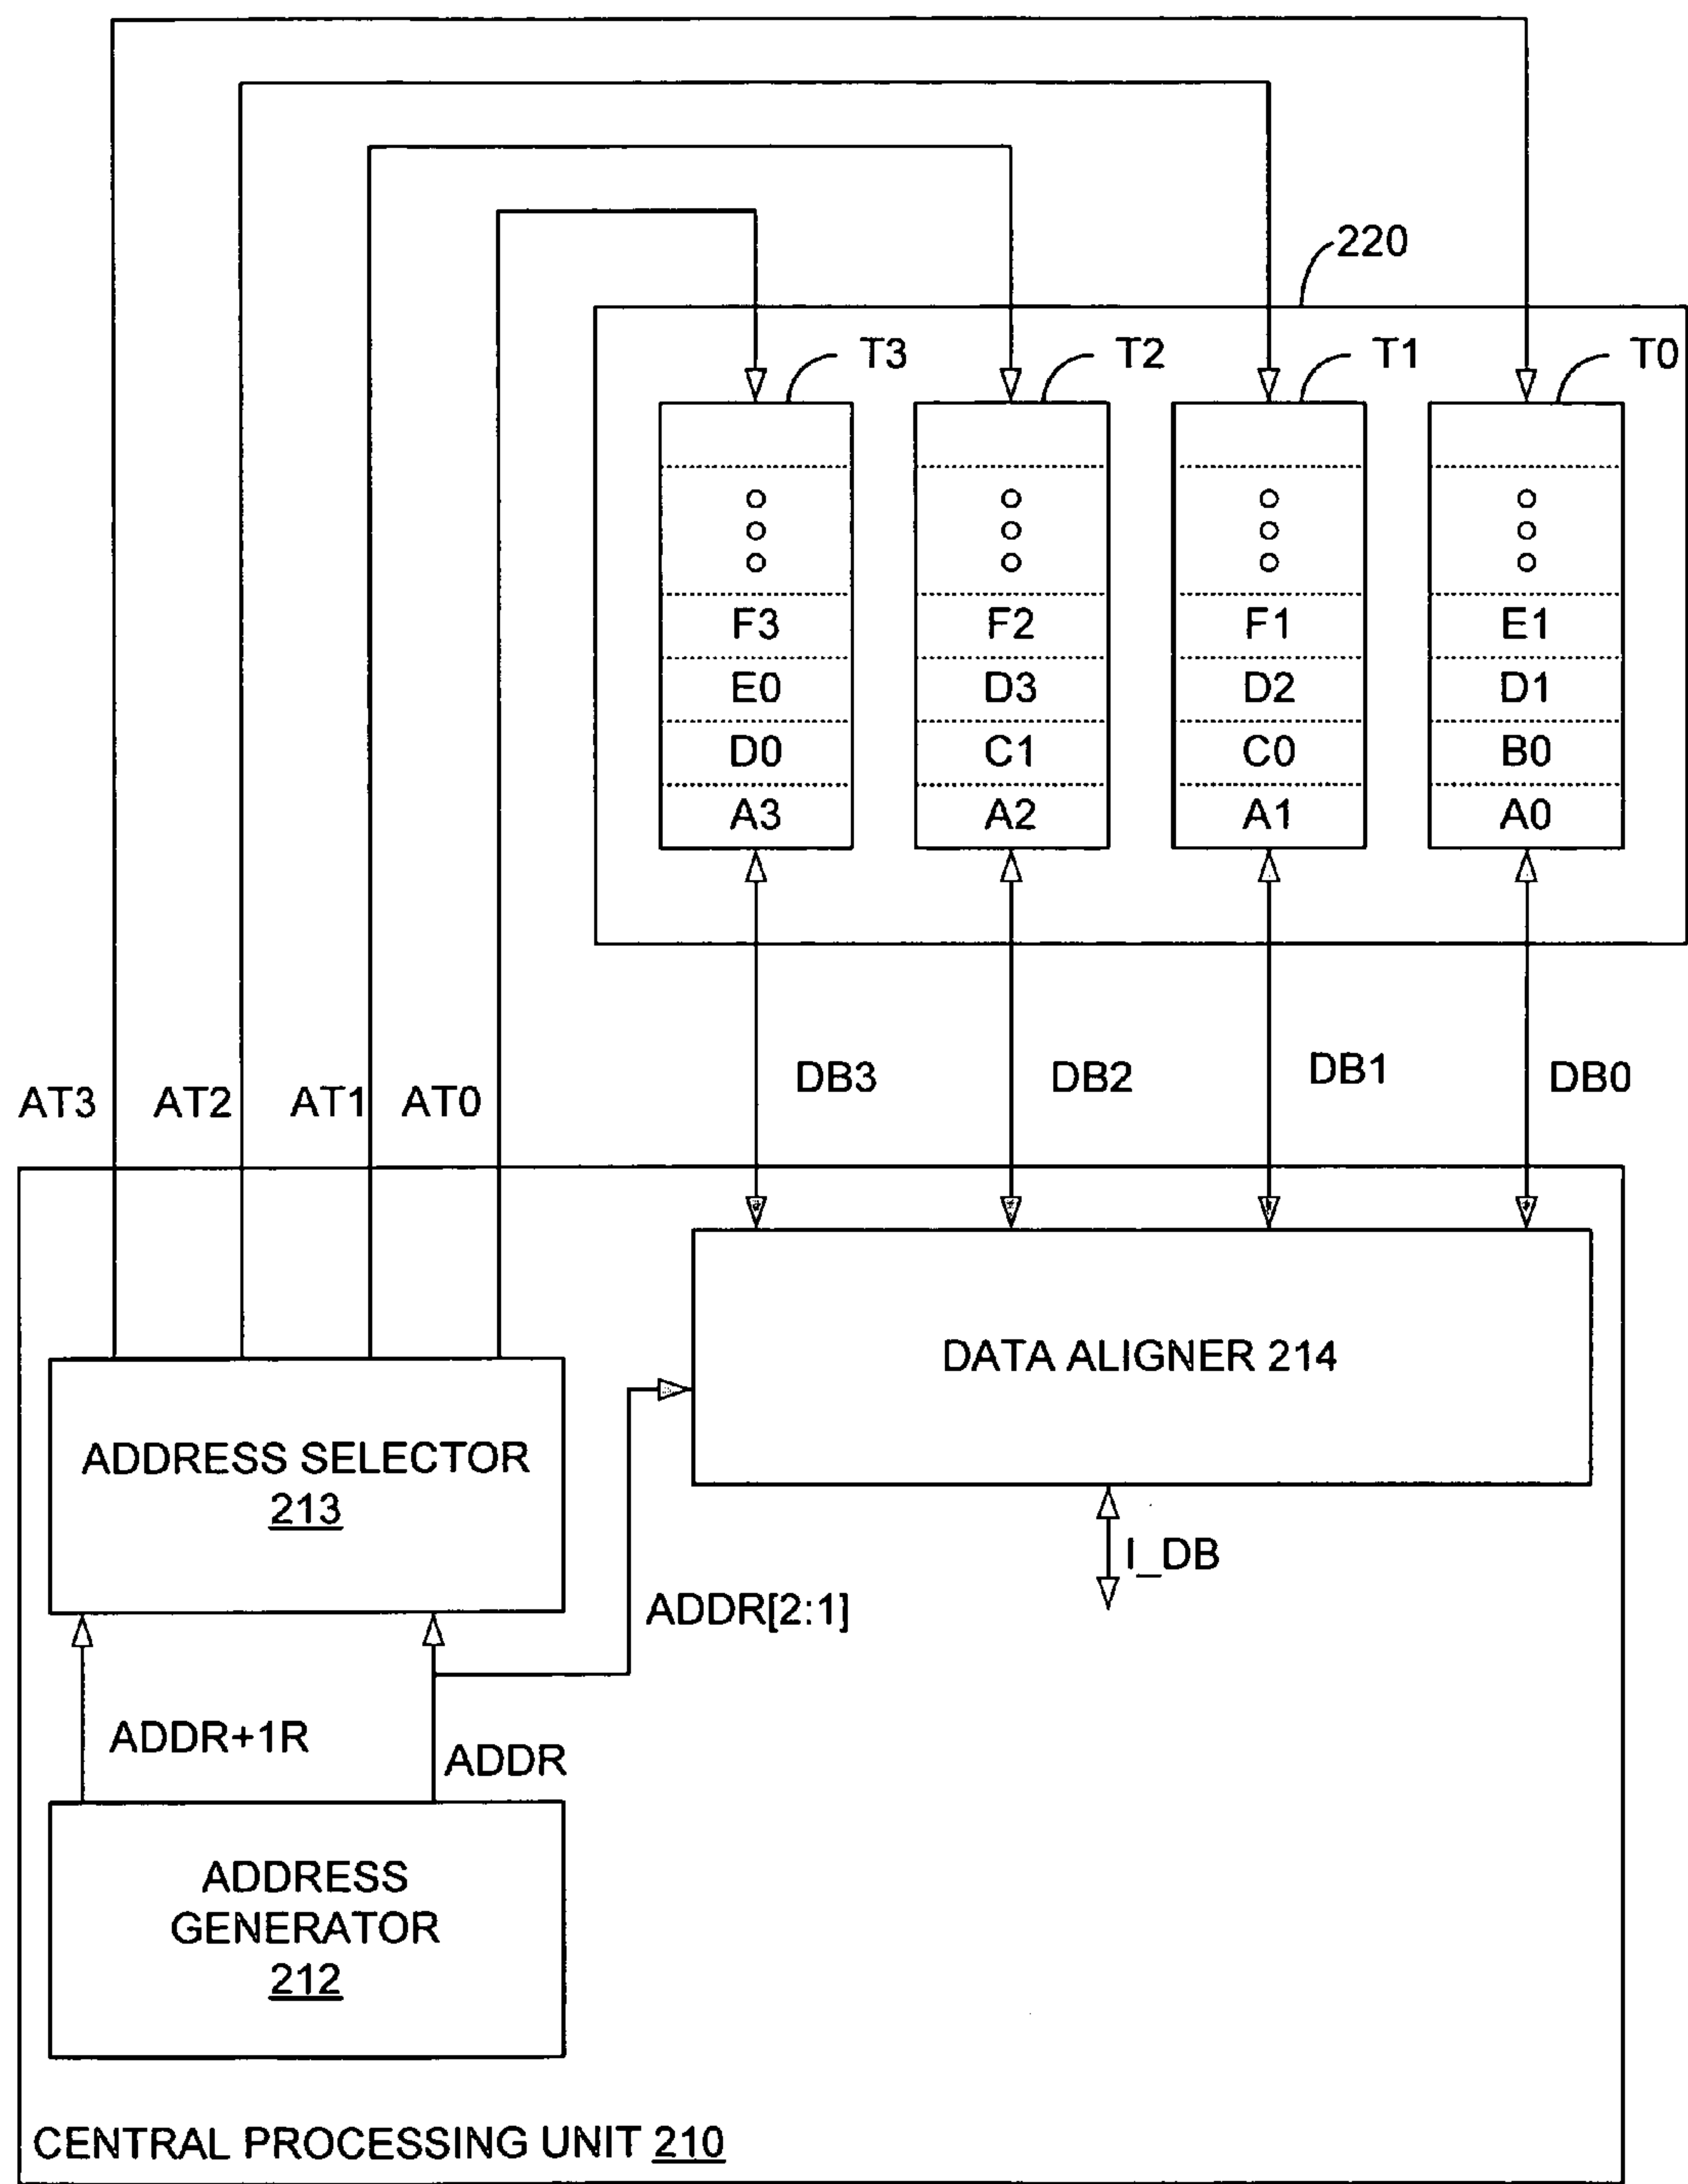 220
T3 T2 T1 T0
F3 F2 F1 E1
E0 D3 D2 D1
D0 C1 C0 B0
A3 A2 A1 A0
AT3 AT2 AT1 AT0 DB3 DB2 DB1 DB0
DATA ALIGNER 214
ADDRESS SELECTOR
213
I_DB
ADDR[2:1]
ADDR+1R
ADDR
ADDRESS
GENERATOR
212
CENTRAL PROCESSING UNIT 210